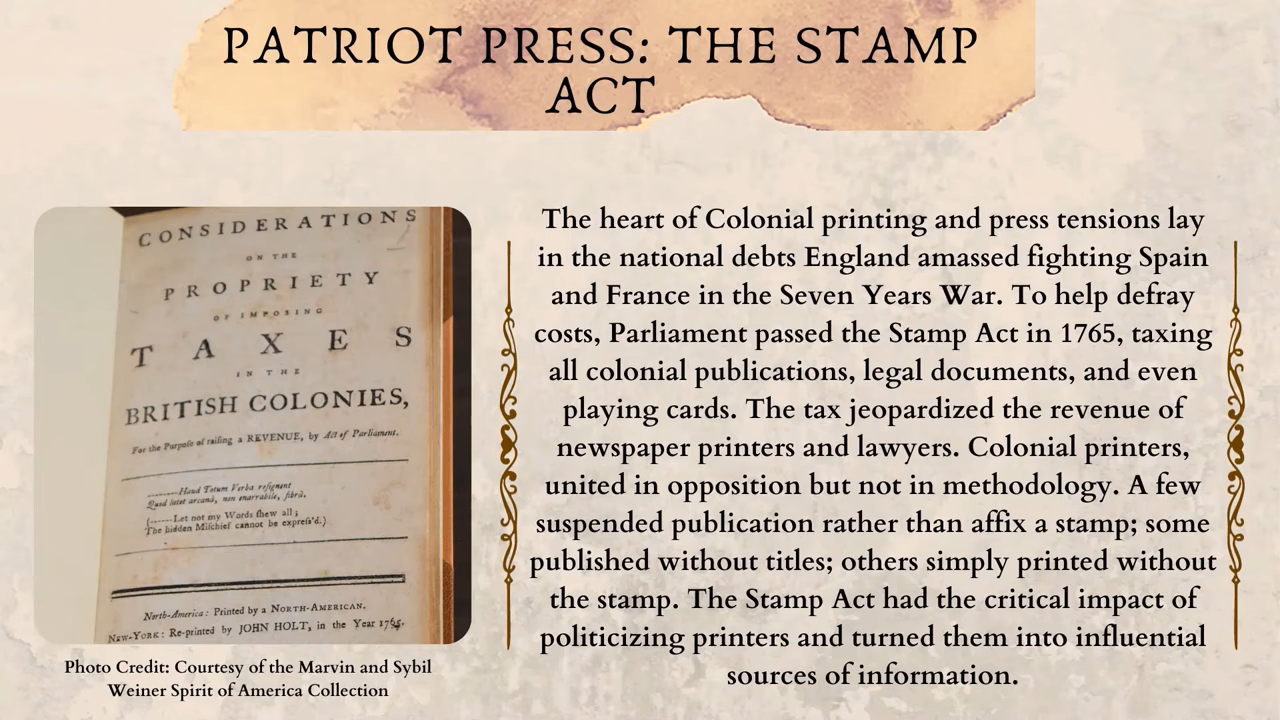 PATRIOT PRESS: THE STAMP
ACT
CONSIDERATIONS
ON THE
PROPRIETY
OF IMPOSING
TAXES
IN THE
BRITISH COLONIES,
For the Purpose of raiſing a REVENUE, by Act of Parliament.
--------Haud Totum Verba reſignent
Quod latet arcanâ, non enarrabile, fibrâ.
(------Let not my Words ſhew all;
The hidden Miſchief cannot be expreſs'd.)
North-America: Printed by a NORTH-AMERICAN.
NEW-YORK: Re-printed by JOHN HOLT, in the Year 1765.
Photo Credit: Courtesy of the Marvin and Sybil
Weiner Spirit of America Collection
The heart of Colonial printing and press tensions lay
in the national debts England amassed fighting Spain
and France in the Seven Years War. To help defray
costs, Parliament passed the Stamp Act in 1765, taxing
all colonial publications, legal documents, and even
playing cards. The tax jeopardized the revenue of
newspaper printers and lawyers. Colonial printers,
united in opposition but not in methodology. A few
suspended publication rather than affix a stamp; some
published without titles; others simply printed without
the stamp. The Stamp Act had the critical impact of
politicizing printers and turned them into influential
sources of information.